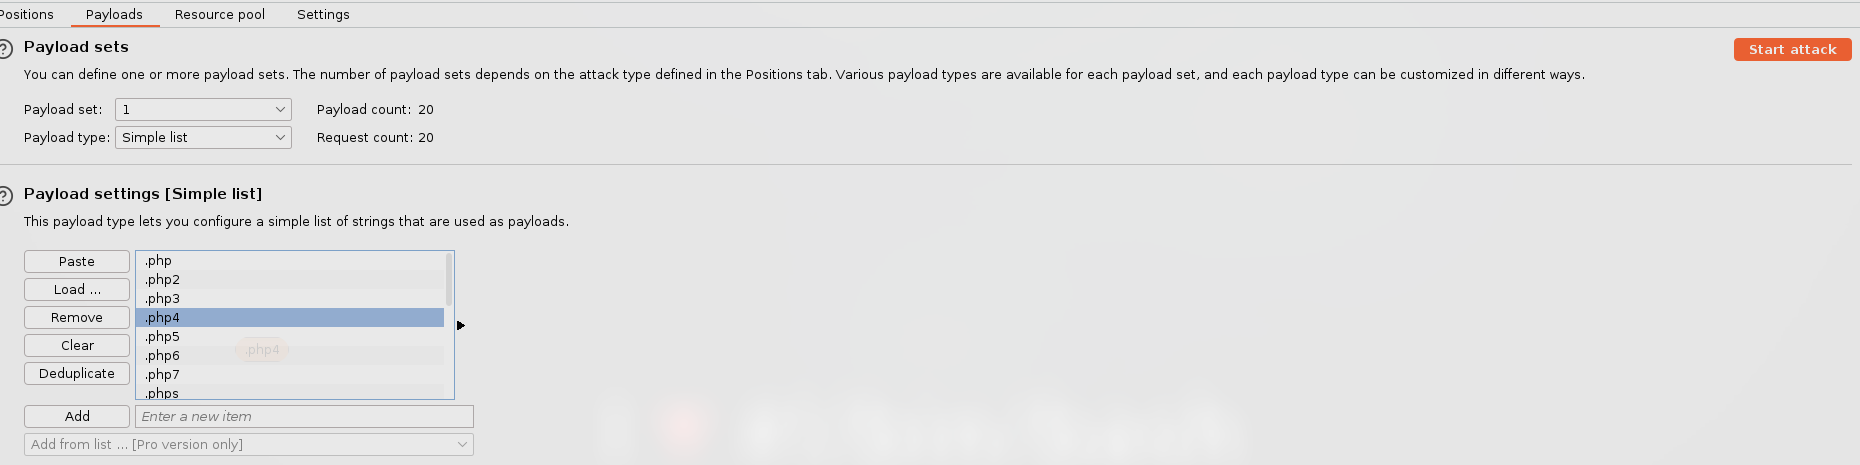 Positions Payloads Resource pool Settings
Payload sets
Start attack
You can define one or more payload sets. The number of payload sets depends on the attack type defined in the Positions tab. Various payload types are available for each payload set, and each payload type can be customized in different ways.
Payload set: 1 Payload count: 20
Payload type: Simple list Request count: 20
Payload settings [Simple list]
This payload type lets you configure a simple list of strings that are used as payloads.
Paste
Load ...
Remove
Clear
Deduplicate
.php
.php2
.php3
.php4
.php5
.php4
.php6
.php7
.phps
Add Enter a new item
Add from list ... [Pro version only]